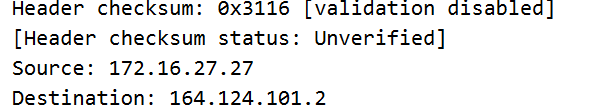 Header checksum: 0x3116 [validation disabled]
[Header checksum status: Unverified]
Source: 172.16.27.27
Destination: 164.124.101.2